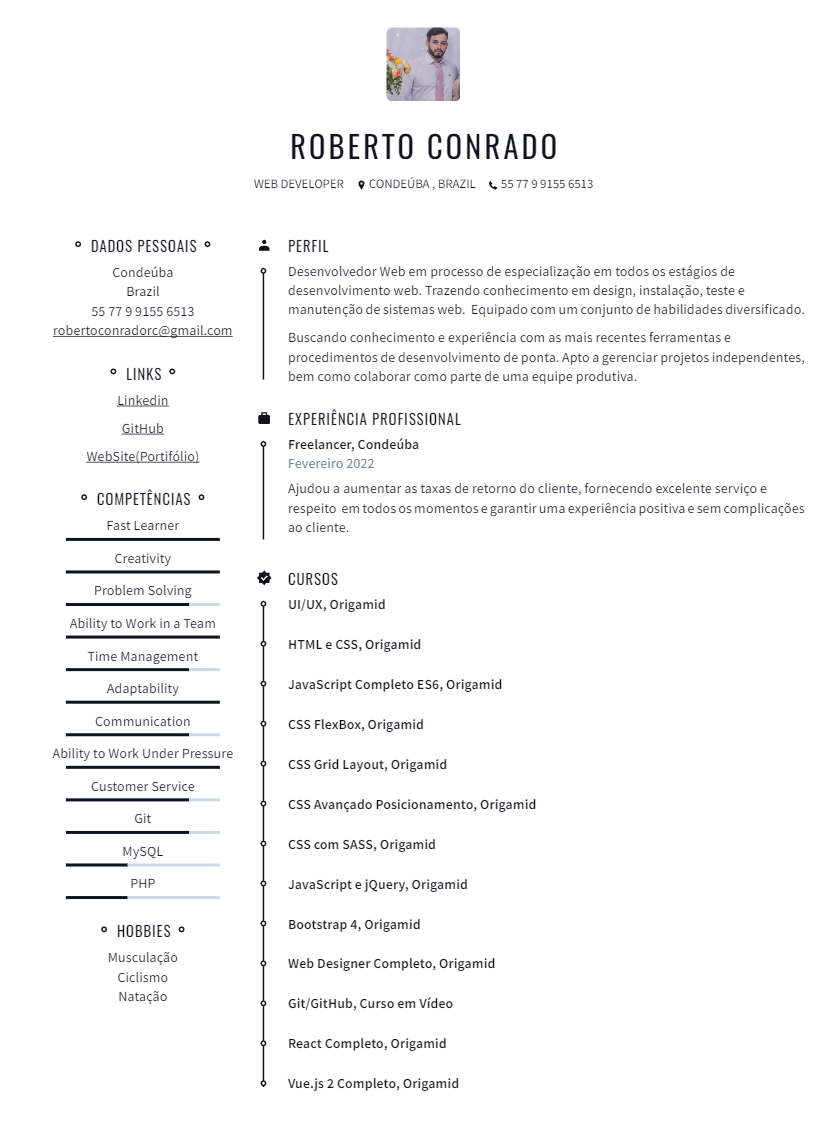 ROBERTO CONRADO
WEB DEVELOPER CONDEÚBA , BRAZIL 55 77 9 9155 6513
DADOS PESSOAIS
Condeúba
Brazil
55 77 9 9155 6513
robertoconradorc@gmail.com
LINKS
Linkedin
GitHub
WebSite(Portifólio)
COMPETÊNCIAS
Fast Learner
Creativity
Problem Solving
Ability to Work in a Team
Time Management
Adaptability
Communication
Ability to Work Under Pressure
Customer Service
Git
MySQL
PHP
HOBBIES
Musculação
Ciclismo
Natação
PERFIL
Desenvolvedor Web em processo de especialização em todos os estágios de
desenvolvimento web. Trazendo conhecimento em design, instalação, teste e
manutenção de sistemas web. Equipado com um conjunto de habilidades diversificado.
Buscando conhecimento e experiência com as mais recentes ferramentas e
procedimentos de desenvolvimento de ponta. Apto a gerenciar projetos independentes,
bem como colaborar como parte de uma equipe produtiva.
EXPERIÊNCIA PROFISSIONAL
Freelancer, Condeúba
Fevereiro 2022
Ajudou a aumentar as taxas de retorno do cliente, fornecendo excelente serviço e
respeito em todos os momentos e garantir uma experiência positiva e sem complicações
ao cliente.
CURSOS
UI/UX, Origamid
HTML e CSS, Origamid
JavaScript Completo ES6, Origamid
CSS FlexBox, Origamid
CSS Grid Layout, Origamid
CSS Avançado Posicionamento, Origamid
CSS com SASS, Origamid
JavaScript e jQuery, Origamid
Bootstrap 4, Origamid
Web Designer Completo, Origamid
Git/GitHub, Curso em Vídeo
React Completo, Origamid
Vue.js 2 Completo, Origamid